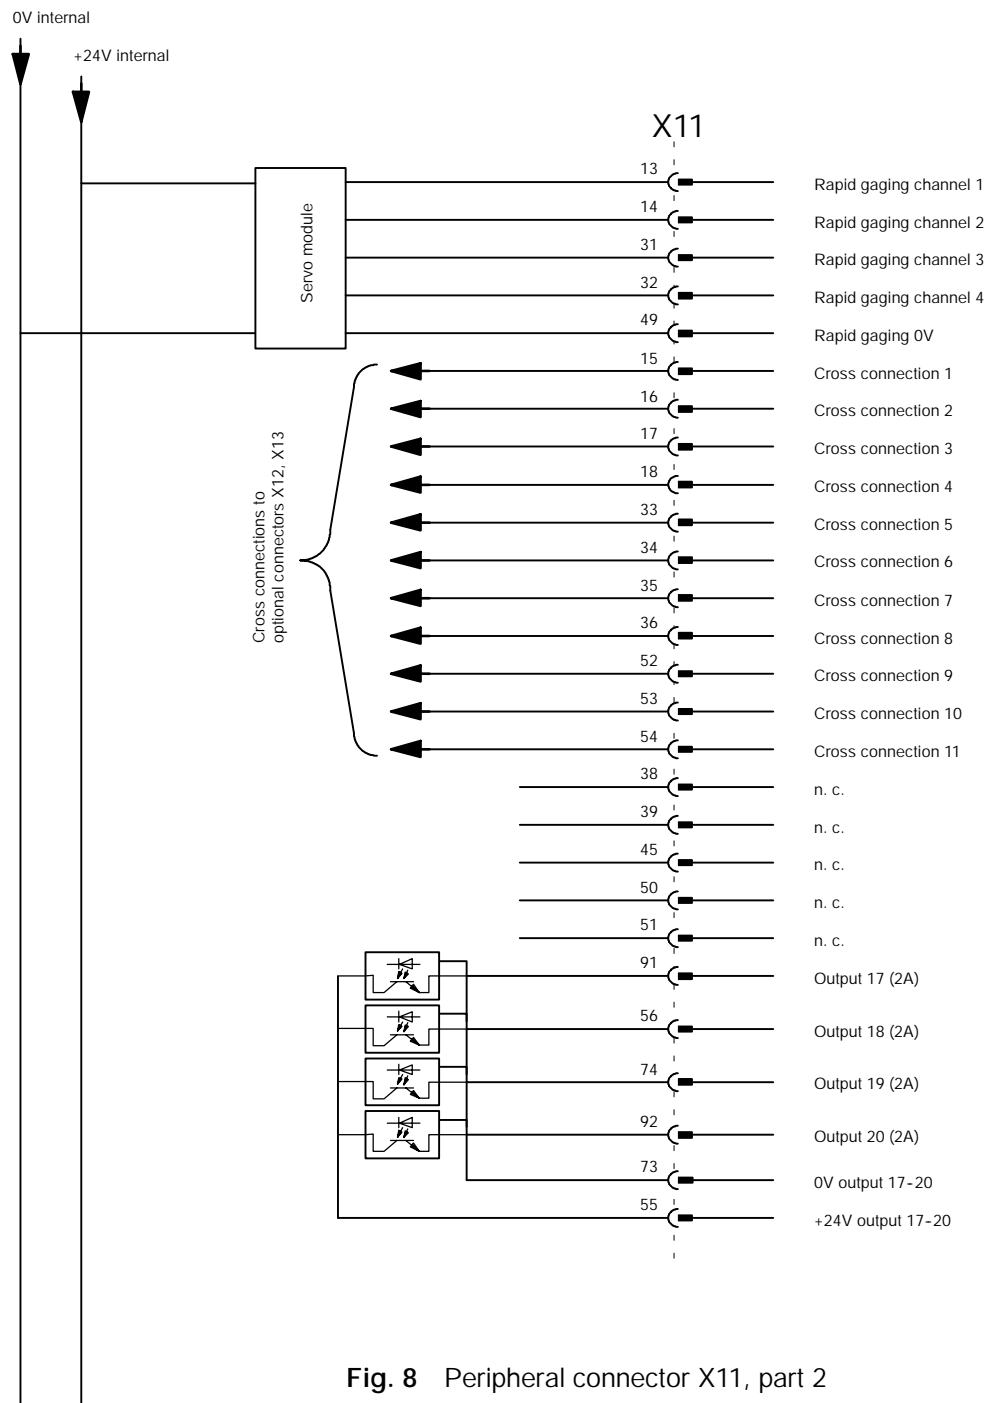 0V internal
+24V internal
X11
13 Rapid gaging channel 1
14 Rapid gaging channel 2
31 Rapid gaging channel 3
32 Rapid gaging channel 4
49 Rapid gaging 0V
Servo module
15 Cross connection 1
16 Cross connection 2
17 Cross connection 3
18 Cross connection 4
33 Cross connection 5
34 Cross connection 6
35 Cross connection 7
36 Cross connection 8
52 Cross connection 9
53 Cross connection 10
54 Cross connection 11
Cross connections to
optional connectors X12, X13
38 n. c.
39 n. c.
45 n. c.
50 n. c.
51 n. c.
91 Output 17 (2A)
56 Output 18 (2A)
74 Output 19 (2A)
92 Output 20 (2A)
73 0V output 17-20
55 +24V output 17-20
Fig. 8 Peripheral connector X11, part 2